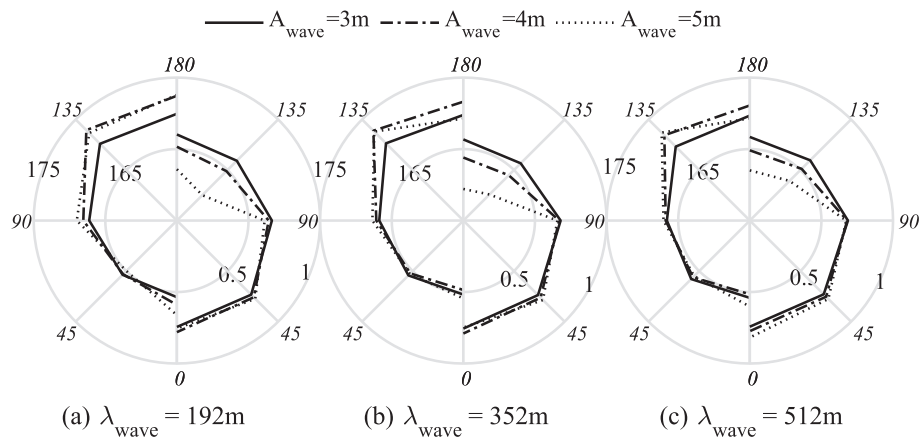 A_wave=3m A_wave=4m A_wave=5m
180 180 180
135 135 135 135 135 135
175 165 175 165 175 165
90 90 90 90
0.5 1 0.5 1 0.5 1
45 45 45 45 45 45
0 0 0
(a) λ_wave = 192m (b) λ_wave = 352m (c) λ_wave = 512m